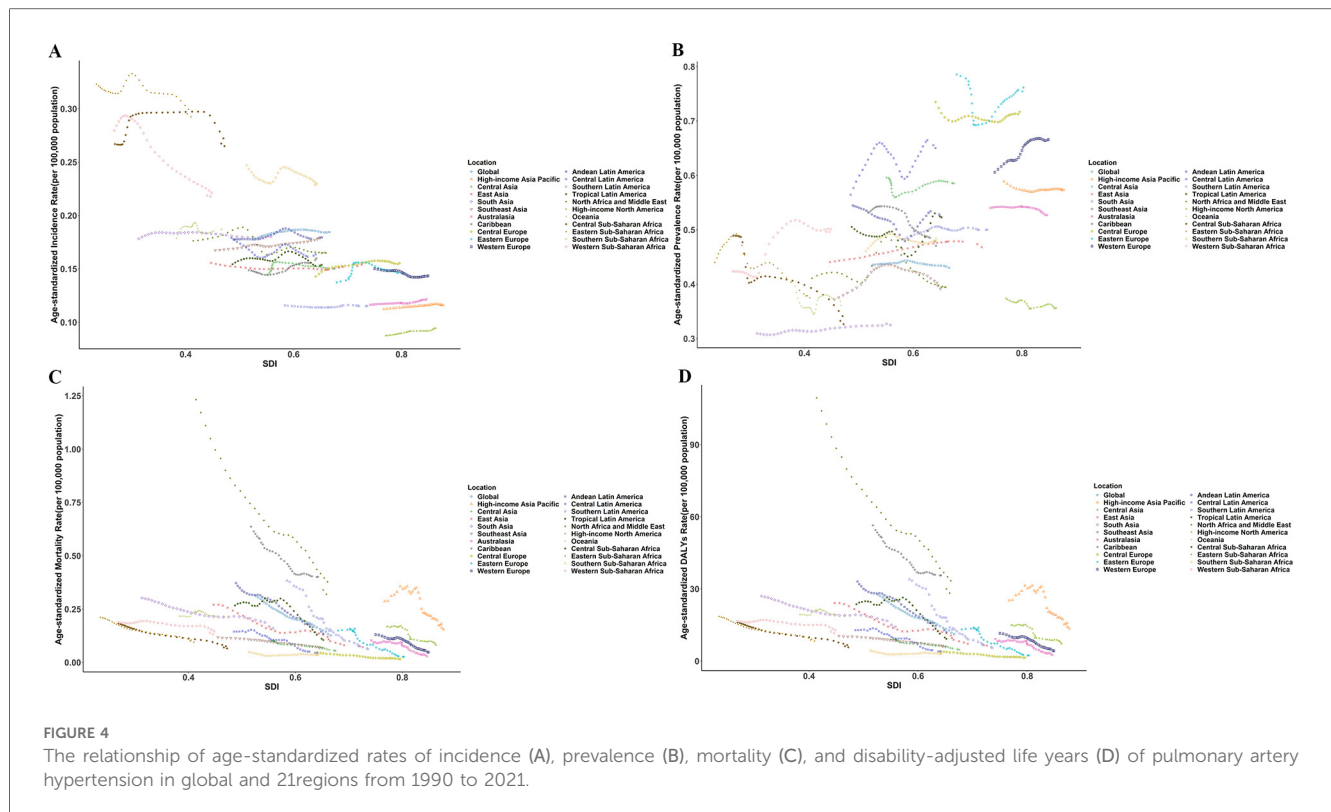 A
Age-standardized Incidence Rate(per 100,000 population)
0.30
0.25
0.20
0.15
0.10
0.4 0.6 0.8
SDI
Location
Global Andean Latin America
High-income Asia Pacific Central Latin America
Central Asia Southern Latin America
East Asia Tropical Latin America
South Asia North Africa and Middle East
Southeast Asia High-income North America
Australasia Oceania
Caribbean Central Sub-Saharan Africa
Central Europe Eastern Sub-Saharan Africa
Eastern Europe Southern Sub-Saharan Africa
Western Europe Western Sub-Saharan Africa
B
Age-standardized Prevalence Rate(per 100,000 population)
0.8
0.7
0.6
0.5
0.4
0.3
0.4 0.6 0.8
SDI
Location
Global Andean Latin America
High-income Asia Pacific Central Latin America
Central Asia Southern Latin America
East Asia Tropical Latin America
South Asia North Africa and Middle East
Southeast Asia High-income North America
Australasia Oceania
Caribbean Central Sub-Saharan Africa
Central Europe Eastern Sub-Saharan Africa
Eastern Europe Southern Sub-Saharan Africa
Western Europe Western Sub-Saharan Africa
C
Age-standardized Mortality Rate(per 100,000 population)
1.25
1.00
0.75
0.50
0.25
0.00
0.4 0.6 0.8
SDI
Location
Global Andean Latin America
High-income Asia Pacific Central Latin America
Central Asia Southern Latin America
East Asia Tropical Latin America
South Asia North Africa and Middle East
Southeast Asia High-income North America
Australasia Oceania
Caribbean Central Sub-Saharan Africa
Central Europe Eastern Sub-Saharan Africa
Eastern Europe Southern Sub-Saharan Africa
Western Europe Western Sub-Saharan Africa
D
Age-standardized DALYs Rate(per 100,000 population)
90
60
30
0
0.4 0.6 0.8
SDI
Location
Global Andean Latin America
High-income Asia Pacific Central Latin America
Central Asia Southern Latin America
East Asia Tropical Latin America
South Asia North Africa and Middle East
Southeast Asia High-income North America
Australasia Oceania
Caribbean Central Sub-Saharan Africa
Central Europe Eastern Sub-Saharan Africa
Eastern Europe Southern Sub-Saharan Africa
Western Europe Western Sub-Saharan Africa
FIGURE 4
The relationship of age-standardized rates of incidence (A), prevalence (B), mortality (C), and disability-adjusted life years (D) of pulmonary artery
hypertension in global and 21regions from 1990 to 2021.